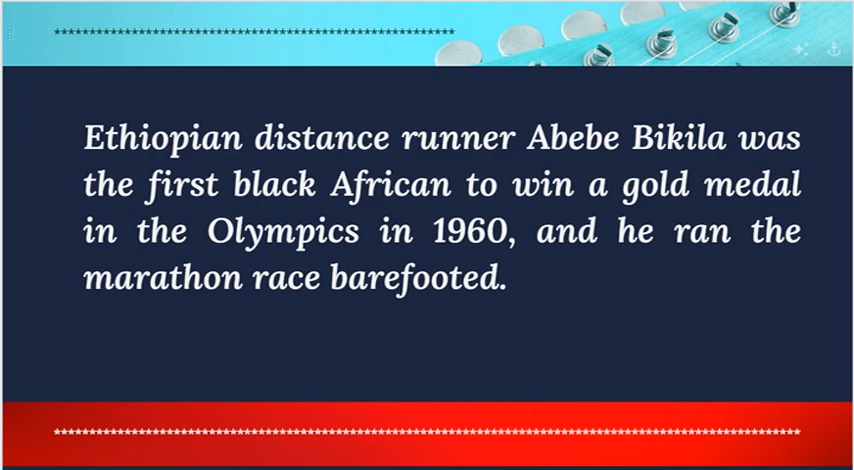 Ethiopian distance runner Abebe Bikila was
the first black African to win a gold medal
in the Olympics in 1960, and he ran the
marathon race barefooted.